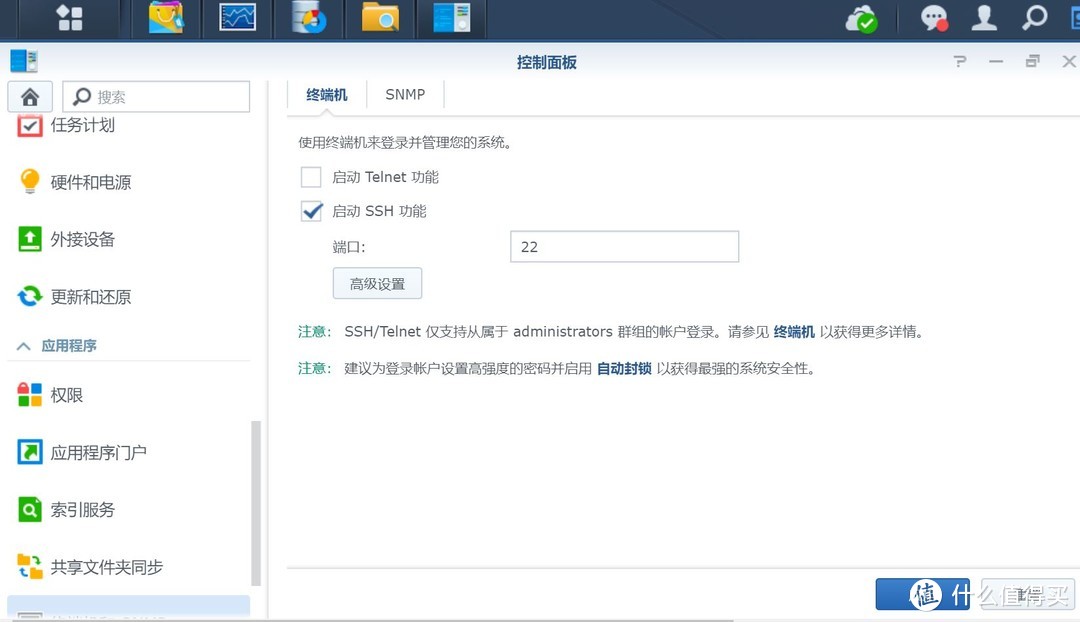 控制面板
搜索
终端机
SNMP
任务计划
使用终端机来登录并管理您的系统。
硬件和电源
启动 Telnet 功能
启动 SSH 功能
外接设备
端口:
22
高级设置
更新和还原
注意: SSH/Telnet 仅支持从属于 administrators 群组的帐户登录。请参见 终端机 以获得更多详情。
应用程序
注意: 建议为登录帐户设置高强度的密码并启用 自动封锁 以获得最强的系统安全性。
权限
应用程序门户
索引服务
共享文件夹同步
值 什么值得买